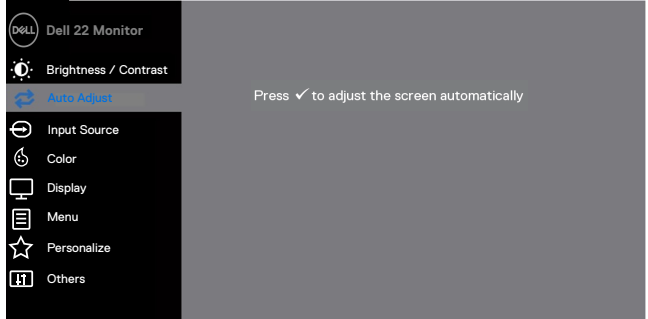 DELL
Dell 22 Monitor
Brightness / Contrast
Auto Adjust
Press ✓ to adjust the screen automatically
Input Source
Color
Display
Menu
Personalize
Others